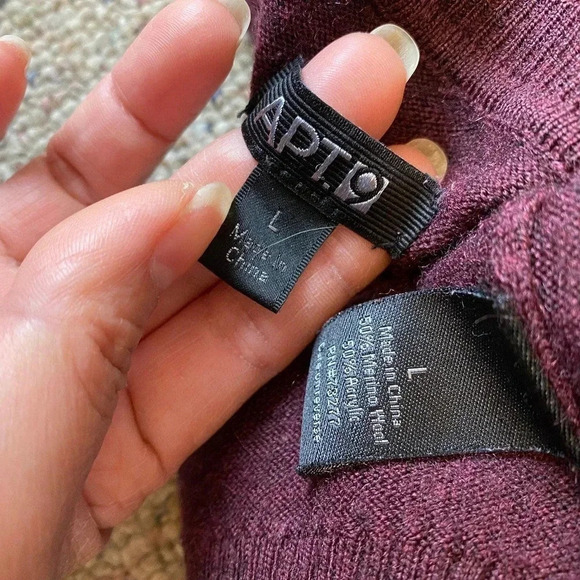 APT.9
L
Made in
China
L
Made in China
50% Merino Wool
50% Acrylic